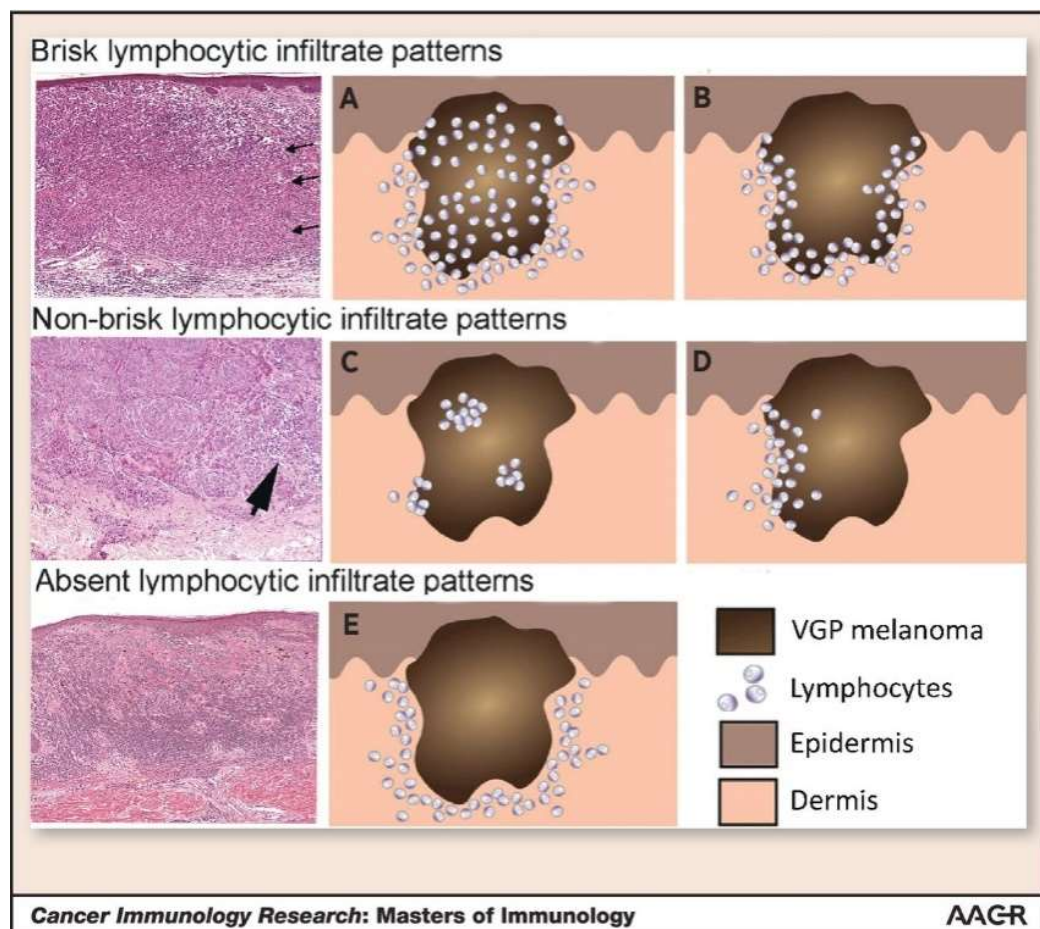 Brisk lymphocytic infiltrate patterns
A
B
Non-brisk lymphocytic infiltrate patterns
C
D
Absent lymphocytic infiltrate patterns
E
VGP melanoma
Lymphocytes
Epidermis
Dermis
Cancer Immunology Research: Masters of Immunology
AACR